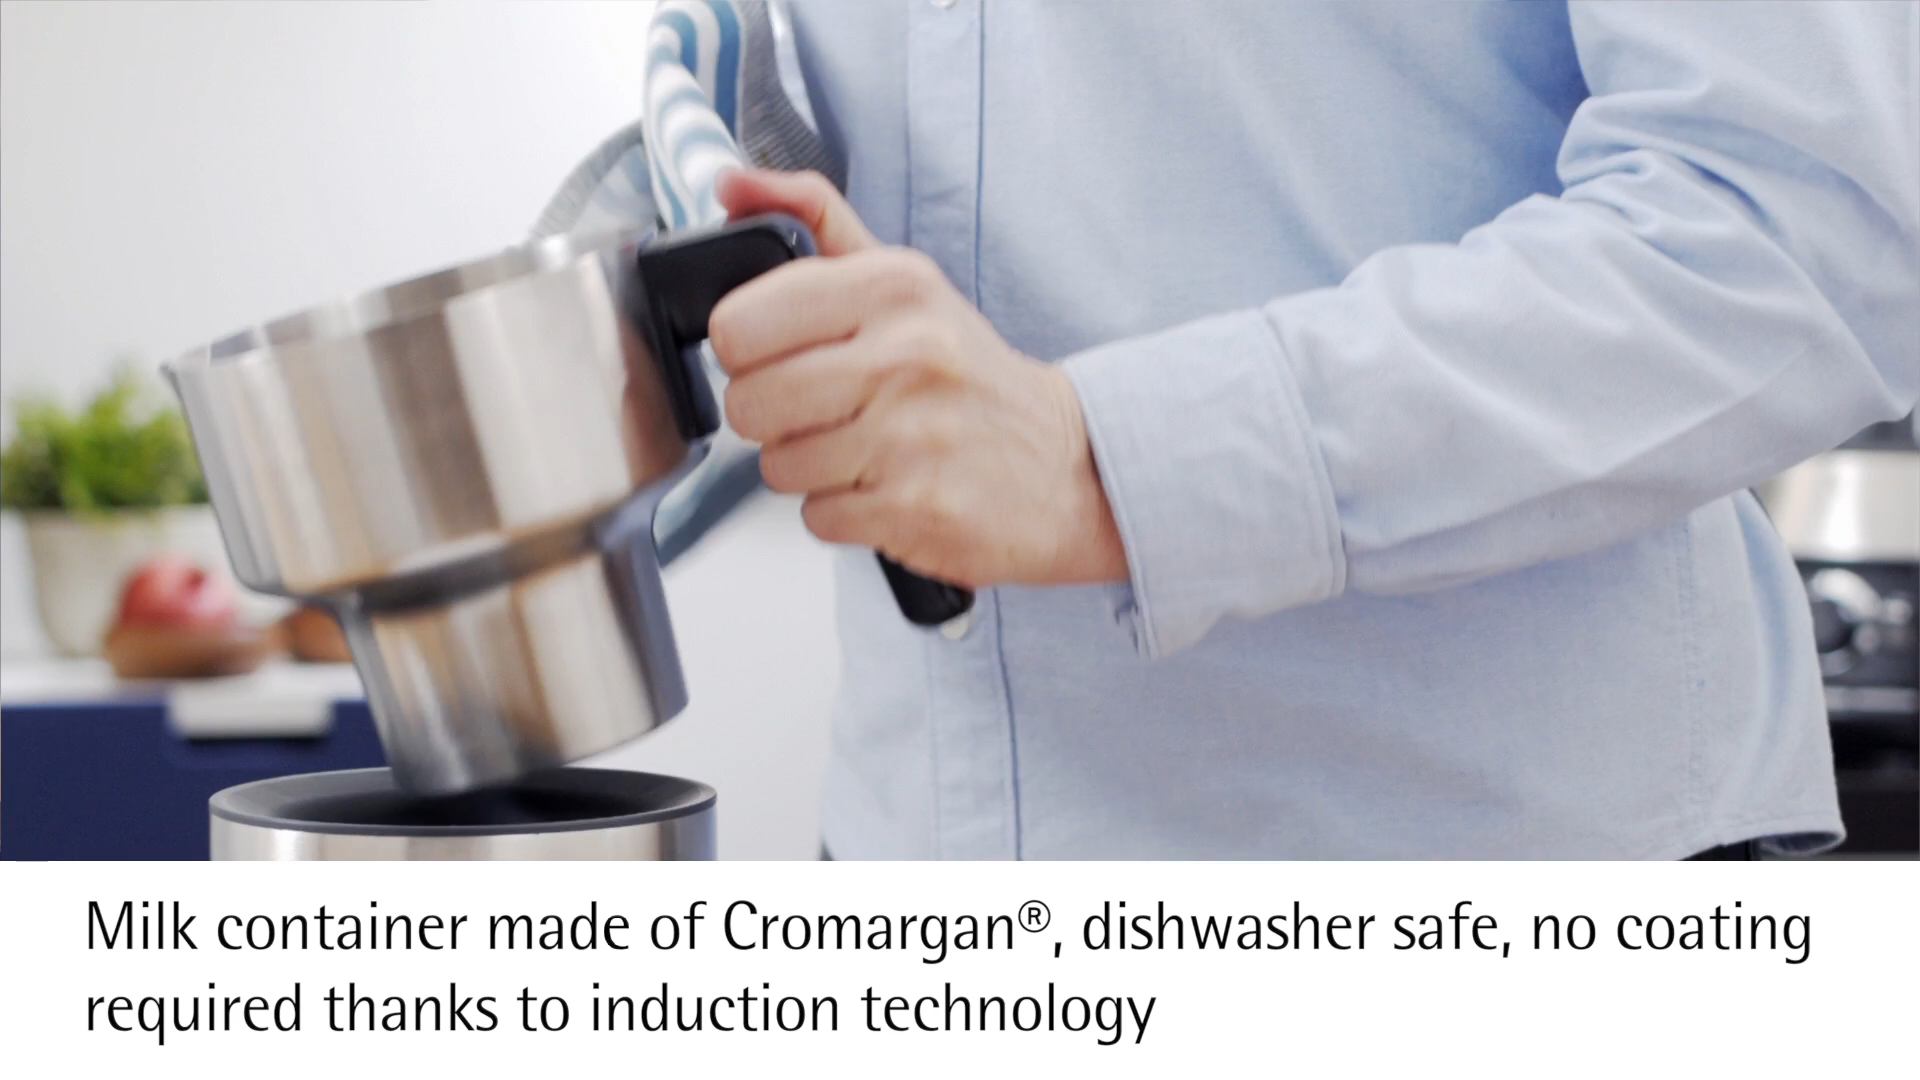 Milk container made of Cromargan®, dishwasher safe, no coating
required thanks to induction technology